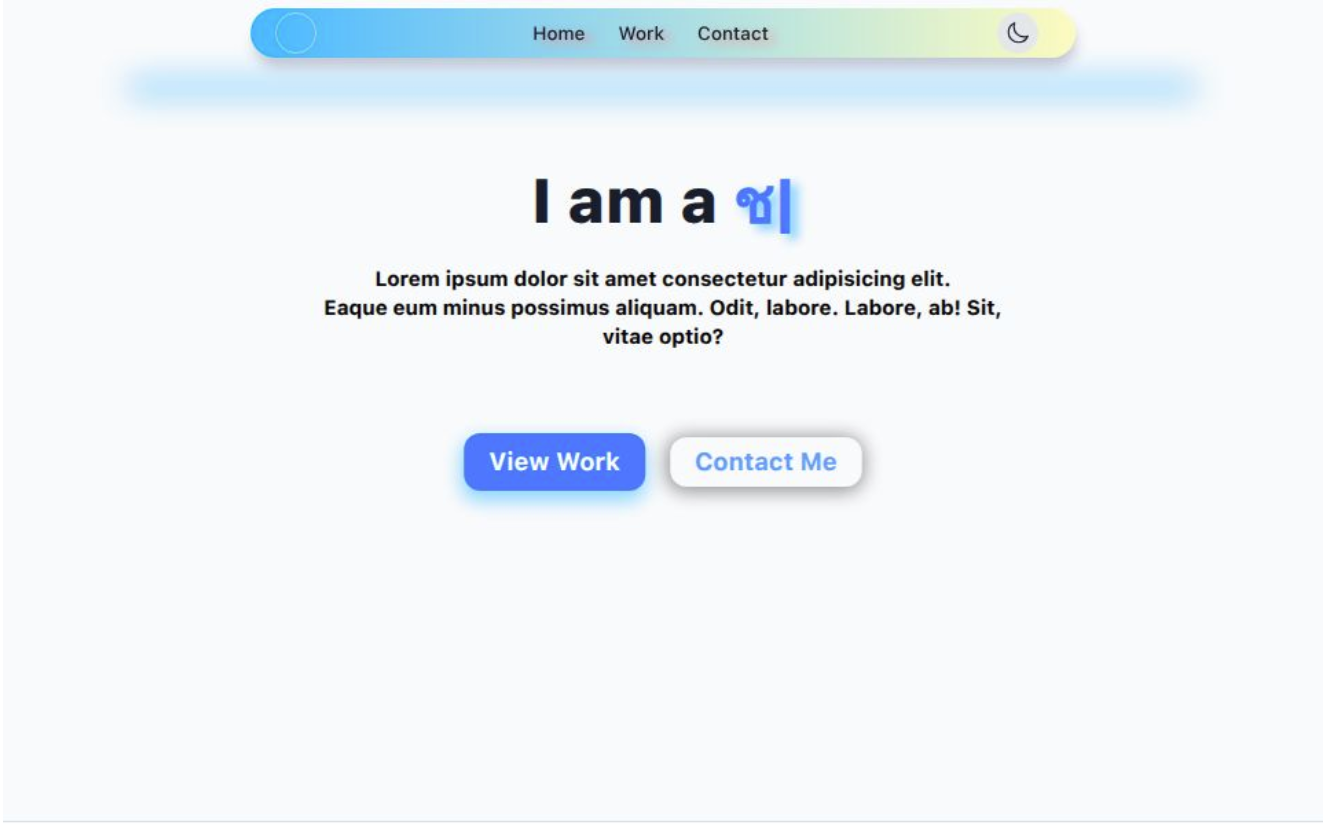 Home Work Contact
I am a ช|
Lorem ipsum dolor sit amet consectetur adipisicing elit.
Eaque eum minus possimus aliquam. Odit, labore. Labore, ab! Sit,
vitae optio?
View Work Contact Me